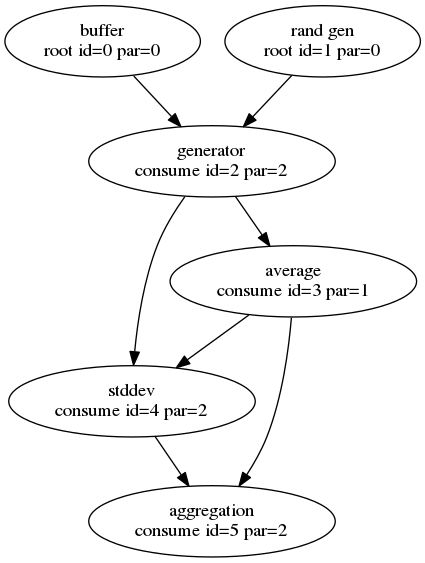 buffer
root id=0 par=0
rand gen
root id=1 par=0
generator
consume id=2 par=2
average
consume id=3 par=1
stddev
consume id=4 par=2
aggregation
consume id=5 par=2